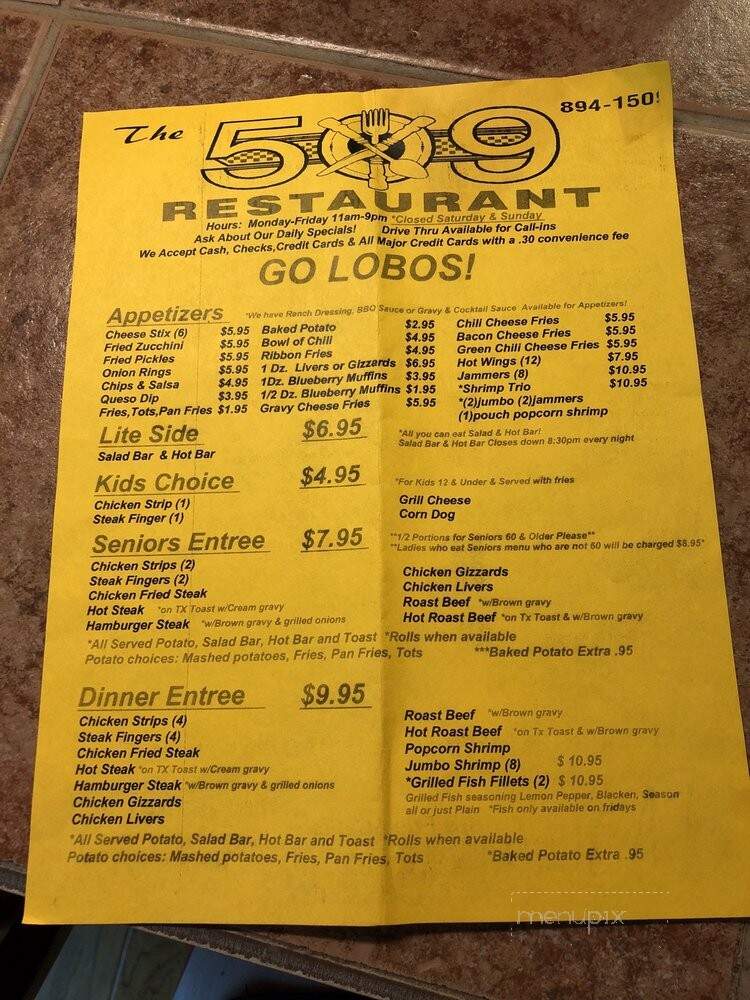 The 509 894-150
RESTAURANT
Hours: Monday-Friday 11am-9pm *Closed Saturday & Sunday
Ask About Our Daily Specials! Drive Thru Available for Call-ins
We Accept Cash, Checks,Credit Cards & All Major Credit Cards with a .30 convenience fee
GO LOBOS!
Appetizers *We have Ranch Dressing, BBQ Sauce or Gravy & Cocktail Sauce Available for Appetizers!
Cheese Stix (6) $5.95 Baked Potato $2.95 Chili Cheese Fries $5.95
Fried Zucchini $5.95 Bowl of Chili $4.95 Bacon Cheese Fries $5.95
Fried Pickles $5.95 Ribbon Fries $4.95 Green Chili Cheese Fries $5.95
Onion Rings $5.95 1 Dz. Livers or Gizzards $6.95 Hot Wings (12) $7.95
Chips & Salsa $4.95 1Dz. Blueberry Muffins $3.95 Jammers (8) $10.95
Queso Dip $3.95 1/2 Dz. Blueberry Muffins $1.95 *Shrimp Trio $10.95
Fries,Tots,Pan Fries $1.95 Gravy Cheese Fries $5.95 *(2)jumbo (2)jammers
(1)pouch popcorn shrimp
Lite Side $6.95 *All you can eat Salad & Hot Bar!
Salad Bar & Hot Bar Closes down 8:30pm every night
Salad Bar & Hot Bar
Kids Choice $4.95 *For Kids 12 & Under & Served with fries
Chicken Strip (1) Grill Cheese
Steak Finger (1) Corn Dog
Seniors Entree $7.95 **1/2 Portions for Seniors 60 & Older Please**
**Ladies who eat Seniors menu who are not 60 will be charged $8.95*
Chicken Strips (2) Chicken Gizzards
Steak Fingers (2) Chicken Livers
Chicken Fried Steak Roast Beef *w/Brown gravy
Hot Steak *on TX Toast w/Cream gravy Hot Roast Beef *on Tx Toast & w/Brown gravy
Hamburger Steak *w/Brown gravy & grilled onions
*All Served Potato, Salad Bar, Hot Bar and Toast *Rolls when available
Potato choices: Mashed potatoes, Fries, Pan Fries, Tots ***Baked Potato Extra .95
Dinner Entree $9.95
Chicken Strips (4) Roast Beef *w/Brown gravy
Steak Fingers (4) Hot Roast Beef *on Tx Toast & w/Brown gravy
Chicken Fried Steak Popcorn Shrimp
Hot Steak *on TX Toast w/Cream gravy Jumbo Shrimp (8) $ 10.95
Hamburger Steak *w/Brown gravy & grilled onions *Grilled Fish Fillets (2) $ 10.95
Chicken Gizzards Grilled Fish seasoning Lemon Pepper, Blacken, Season
Chicken Livers all or just Plain *Fish only available on fridays
*All Served Potato, Salad Bar, Hot Bar and Toast *Rolls when available
Potato choices: Mashed potatoes, Fries, Pan Fries, Tots *Baked Potato Extra .95
menupix